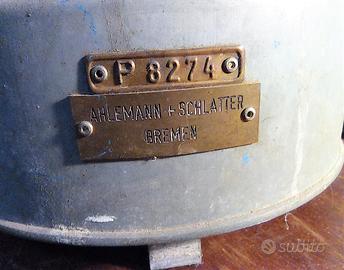 P 8274
AHLEMANN + SCHLATTER
BREMEN
subito